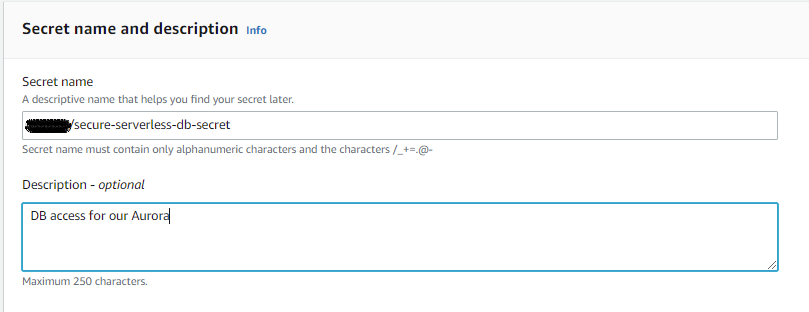 Secret name and description Info
Secret name
A descriptive name that helps you find your secret later.
/secure-serverless-db-secret
Secret name must contain only alphanumeric characters and the characters /_+=.@-
Description - optional
DB access for our Aurora
Maximum 250 characters.